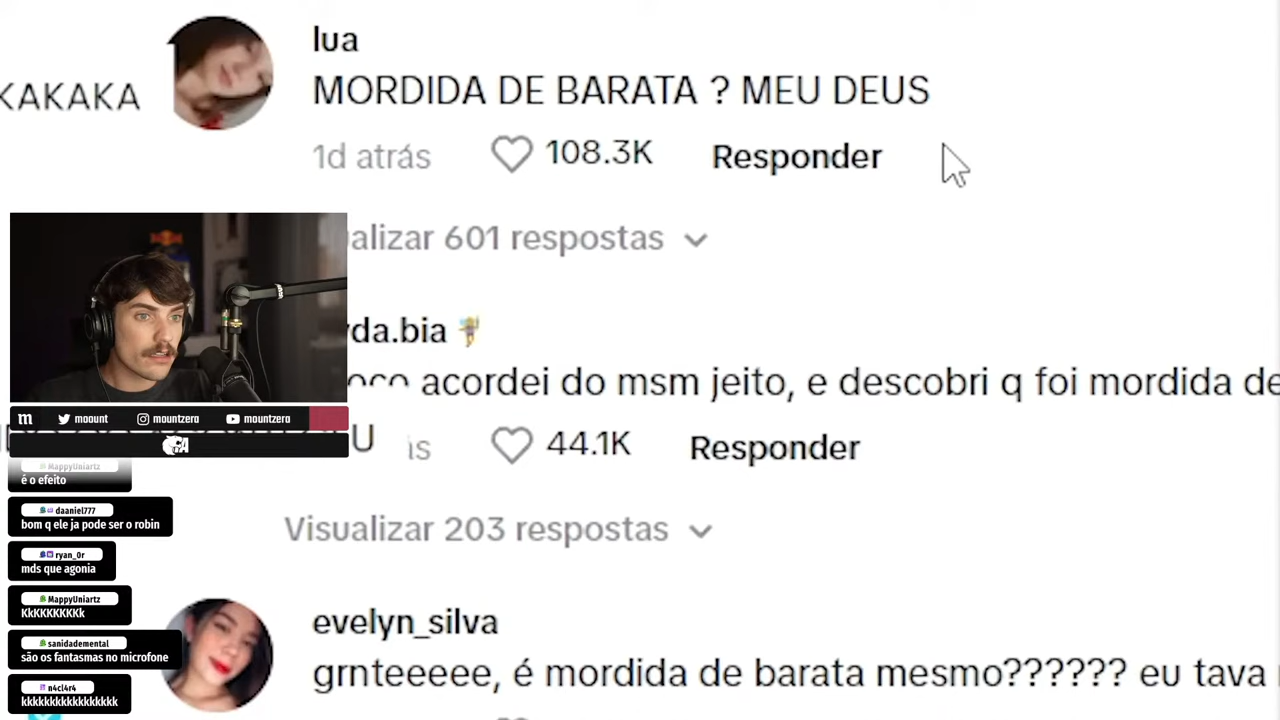 lua
KAKAKA
MORDIDA DE BARATA ? MEU DEUS
1d atrás 108.3K Responder
alizar 601 respostas
da.bia
acordei do msm jeito, e descobri q foi mordida de
44.1K Responder
m moount mountzera mountzera
MappyUniartz
é o efeito
daaniel777
bom q ele ja pode ser o robin
Visualizar 203 respostas
ryan_0r
mds que agonia
MappyUniartz
KkKKKKKKKk
evelyn_silva
sanidademental
são os fantasmas no microfone
grnteeeee, é mordida de barata mesmo?????? eu tava
n4cl4r4
kkkkkkkkkkkkkkkkk